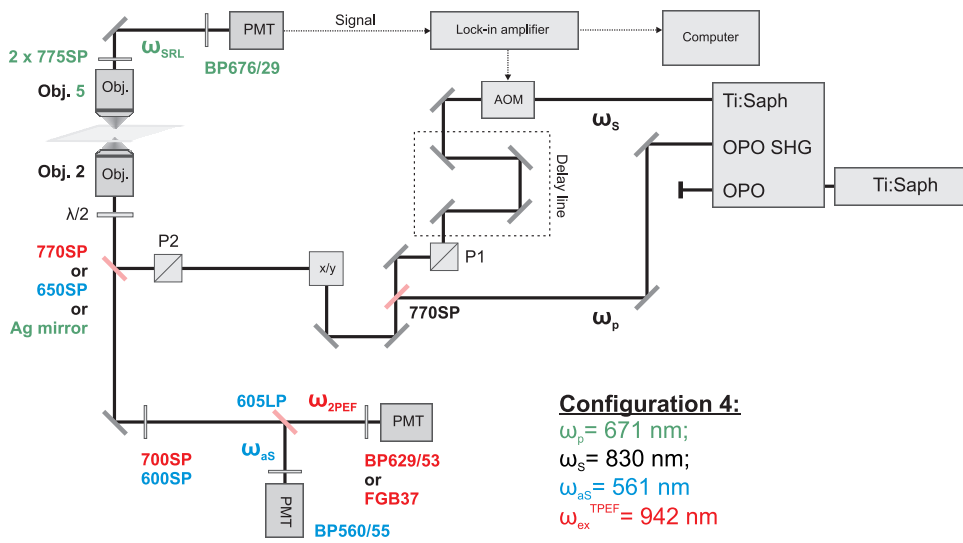 Signal
PMT
Lock-in amplifier
Computer
2 x 775SP
ωSRL
BP676/29
Obj. 5
Obj.
AOM
ωS
Ti:Saph
OPO SHG
OPO
Ti:Saph
Delay line
Obj. 2
Obj.
λ/2
P2
x/y
P1
770SP
or
650SP
or
Ag mirror
770SP
ωp
605LP
ω2PEF
PMT
ωaS
700SP
600SP
BP629/53
or
FGB37
PMT
BP560/55
Configuration 4:
ωp= 671 nm;
ωS= 830 nm;
ωaS= 561 nm
ωexTPEF= 942 nm